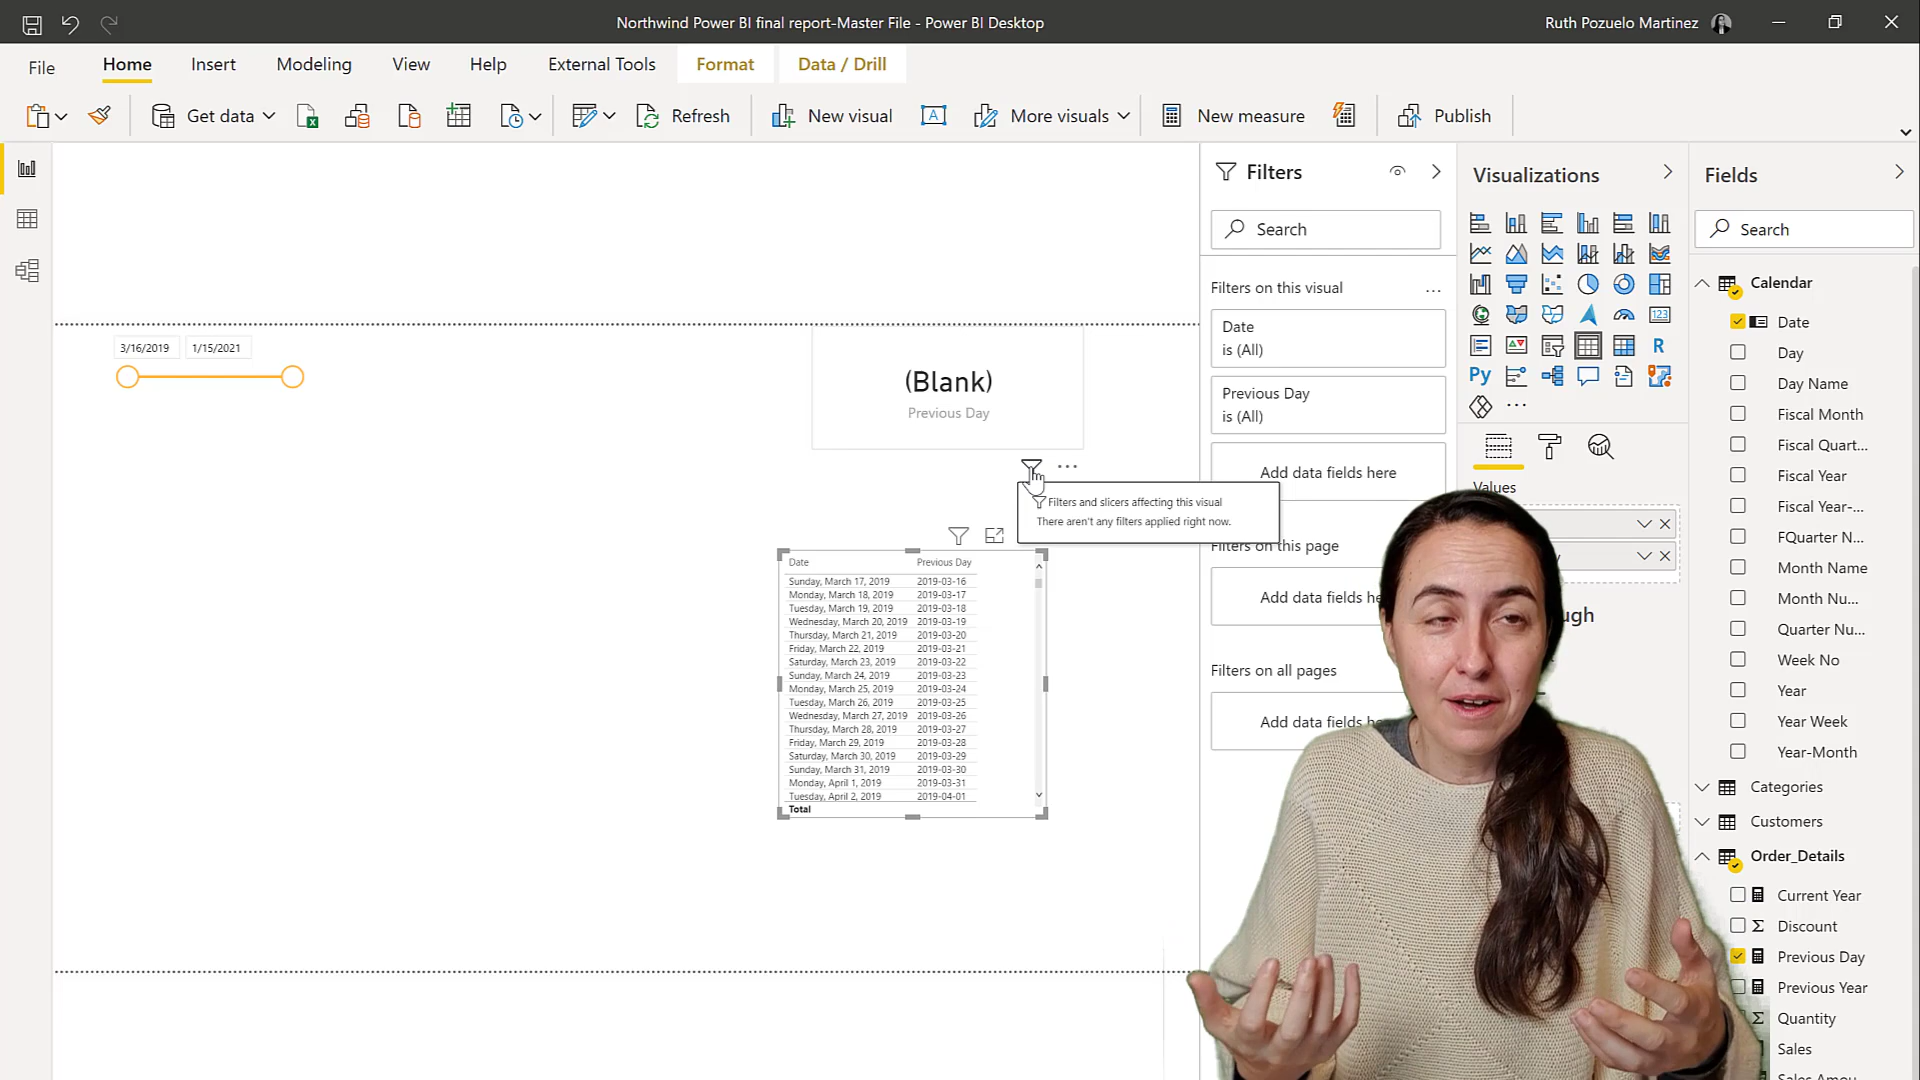 Northwind Power BI final report-Master File - Power BI Desktop
Ruth Pozuelo Martinez
File
Home
Insert
Modeling
View
Help
External Tools
Format
Data / Drill
Get data
Refresh
New visual
More visuals
New measure
Publish
3/16/2019
1/15/2021
(Blank)
Previous Day
Filters and slicers affecting this visual
There aren't any filters applied right now.
Date Previous Day
Sunday, March 17, 2019 2019-03-16
Monday, March 18, 2019 2019-03-17
Tuesday, March 19, 2019 2019-03-18
Wednesday, March 20, 2019 2019-03-19
Thursday, March 21, 2019 2019-03-20
Friday, March 22, 2019 2019-03-21
Saturday, March 23, 2019 2019-03-22
Sunday, March 24, 2019 2019-03-23
Monday, March 25, 2019 2019-03-24
Tuesday, March 26, 2019 2019-03-25
Wednesday, March 27, 2019 2019-03-26
Thursday, March 28, 2019 2019-03-27
Friday, March 29, 2019 2019-03-28
Saturday, March 30, 2019 2019-03-29
Sunday, March 31, 2019 2019-03-30
Monday, April 1, 2019 2019-03-31
Tuesday, April 2, 2019 2019-04-01
Total
Filters
Search
Filters on this visual
Date
is (All)
Previous Day
is (All)
Add data fields here
Filters on this page
Add data fields he
Filters on all pages
Add data fields he
Visualizations
123
R
Py
Values
ugh
Fields
Search
Calendar
Date
Day
Day Name
Fiscal Month
Fiscal Quart...
Fiscal Year
Fiscal Year-...
FQuarter N...
Month Name
Month Nu...
Quarter Nu...
Week No
Year
Year Week
Year-Month
Categories
Customers
Order_Details
Current Year
Discount
Previous Day
Previous Year
Quantity
Sales